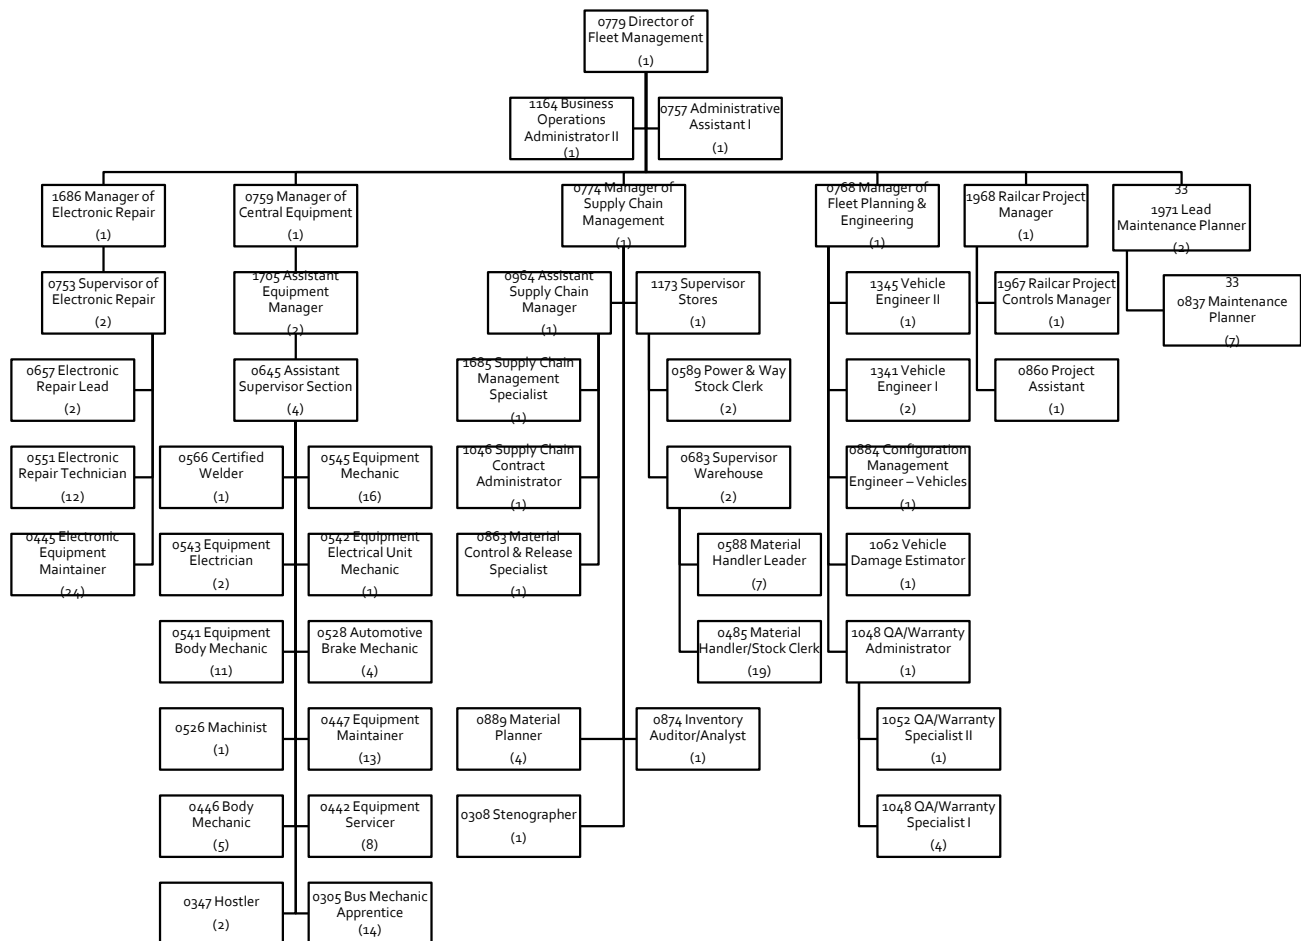 0779 Director of
Fleet Management
(1)
1164 Business
Operations
Administrator II
(1)
0757 Administrative
Assistant I
(1)
1686 Manager of
Electronic Repair
(1)
0759 Manager of
Central Equipment
(1)
0774 Manager of
Supply Chain
Management
(1)
0768 Manager of
Fleet Planning &
Engineering
(1)
1968 Railcar Project
Manager
(1)
33
1971 Lead
Maintenance Planner
(2)
0753 Supervisor of
Electronic Repair
(2)
1705 Assistant
Equipment
Manager
(2)
0964 Assistant
Supply Chain
Manager
(1)
1173 Supervisor
Stores
(1)
1345 Vehicle
Engineer II
(1)
1967 Railcar Project
Controls Manager
(1)
33
0837 Maintenance
Planner
(7)
0657 Electronic
Repair Lead
(2)
0645 Assistant
Supervisor Section
(4)
1685 Supply Chain
Management
Specialist
(1)
0589 Power & Way
Stock Clerk
(2)
1341 Vehicle
Engineer I
(2)
0860 Project
Assistant
(1)
0551 Electronic
Repair Technician
(12)
0566 Certified
Welder
(1)
0545 Equipment
Mechanic
(16)
1046 Supply Chain
Contract
Administrator
(1)
0683 Supervisor
Warehouse
(2)
0884 Configuration
Management
Engineer – Vehicles
(1)
0445 Electronic
Equipment
Maintainer
(24)
0543 Equipment
Electrician
(2)
0542 Equipment
Electrical Unit
Mechanic
(1)
0863 Material
Control & Release
Specialist
(1)
0588 Material
Handler Leader
(7)
1062 Vehicle
Damage Estimator
(1)
0541 Equipment
Body Mechanic
(11)
0528 Automotive
Brake Mechanic
(4)
0485 Material
Handler/Stock Clerk
(19)
1048 QA/Warranty
Administrator
(1)
0526 Machinist
(1)
0447 Equipment
Maintainer
(13)
0889 Material
Planner
(4)
0874 Inventory
Auditor/Analyst
(1)
1052 QA/Warranty
Specialist II
(1)
0446 Body
Mechanic
(5)
0442 Equipment
Servicer
(8)
0308 Stenographer
(1)
1048 QA/Warranty
Specialist I
(4)
0347 Hostler
(2)
0305 Bus Mechanic
Apprentice
(14)